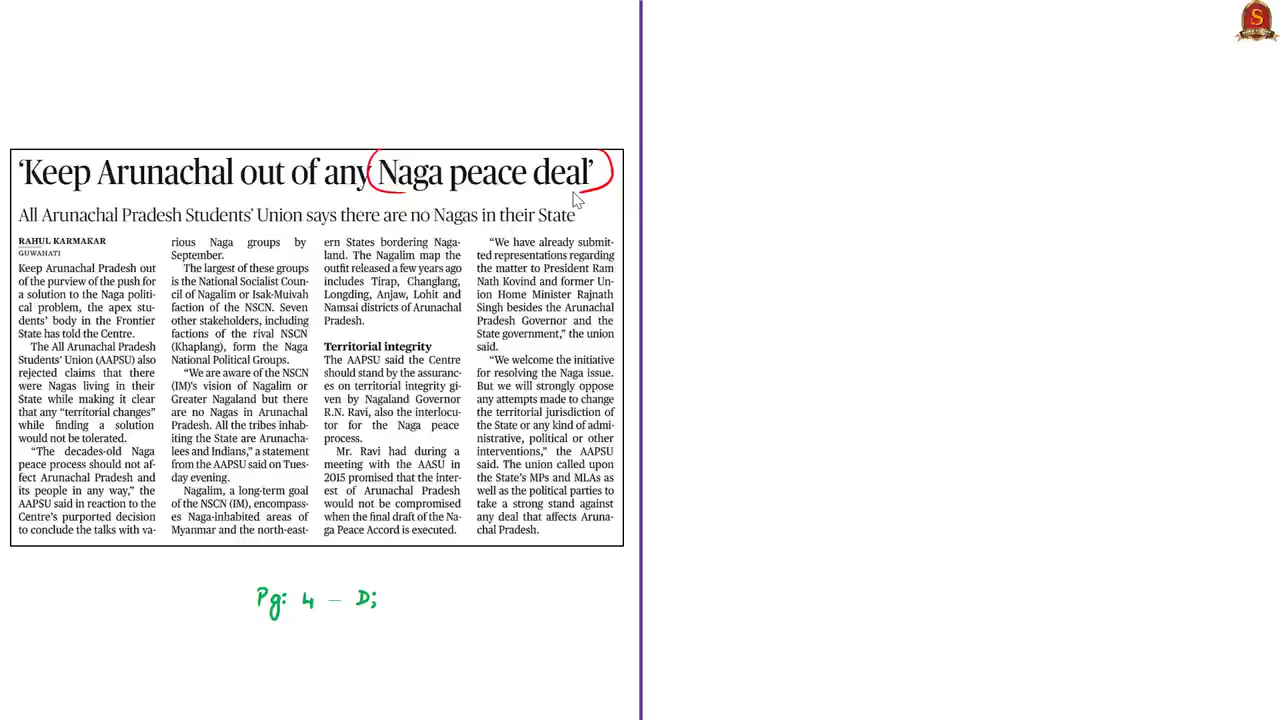 ‘Keep Arunachal out of any Naga peace deal’
All Arunachal Pradesh Students’ Union says there are no Nagas in their State
RAHUL KARMAKAR
GUWAHATI
Keep Arunachal Pradesh out
of the purview of the push for
a solution to the Naga politi-
cal problem, the apex stu-
dents’ body in the Frontier
State has told the Centre.
The All Arunachal Pradesh
Students’ Union (AAPSU) also
rejected claims that there
were Nagas living in their
State while making it clear
that any “territorial changes”
while finding a solution
would not be tolerated.
“The decades-old Naga
peace process should not af-
fect Arunachal Pradesh and
its people in any way,” the
AAPSU said in reaction to the
Centre’s purported decision
to conclude the talks with va-
rious Naga groups by
September.
The largest of these groups
is the National Socialist Coun-
cil of Nagalim or Isak-Muivah
faction of the NSCN. Seven
other stakeholders, including
factions of the rival NSCN
(Khaplang), form the Naga
National Political Groups.
“We are aware of the NSCN
(IM)’s vision of Nagalim or
Greater Nagaland but there
are no Nagas in Arunachal
Pradesh. All the tribes inhab-
iting the State are Arunacha-
lees and Indians,” a statement
from the AAPSU said on Tues-
day evening.
Nagalim, a long-term goal
of the NSCN (IM), encompass-
es Naga-inhabited areas of
Myanmar and the north-east-
ern States bordering Naga-
land. The Nagalim map the
outfit released a few years ago
includes Tirap, Changlang,
Longding, Anjaw, Lohit and
Namsai districts of Arunachal
Pradesh.
Territorial integrity
The AAPSU said the Centre
should stand by the assuranc-
es on territorial integrity gi-
ven by Nagaland Governor
R.N. Ravi, also the interlocu-
tor for the Naga peace
process.
Mr. Ravi had during a
meeting with the AASU in
2015 promised that the inter-
est of Arunachal Pradesh
would not be compromised
when the final draft of the Na-
ga Peace Accord is executed.
“We have already submit-
ted representations regarding
the matter to President Ram
Nath Kovind and former Un-
ion Home Minister Rajnath
Singh besides the Arunachal
Pradesh Governor and the
State government,” the union
said.
“We welcome the initiative
for resolving the Naga issue.
But we will strongly oppose
any attempts made to change
the territorial jurisdiction of
the State or any kind of admi-
nistrative, political or other
interventions,” the AAPSU
said. The union called upon
the State’s MPs and MLAs as
well as the political parties to
take a strong stand against
any deal that affects Aruna-
chal Pradesh.
Pg: 4 – D;
S